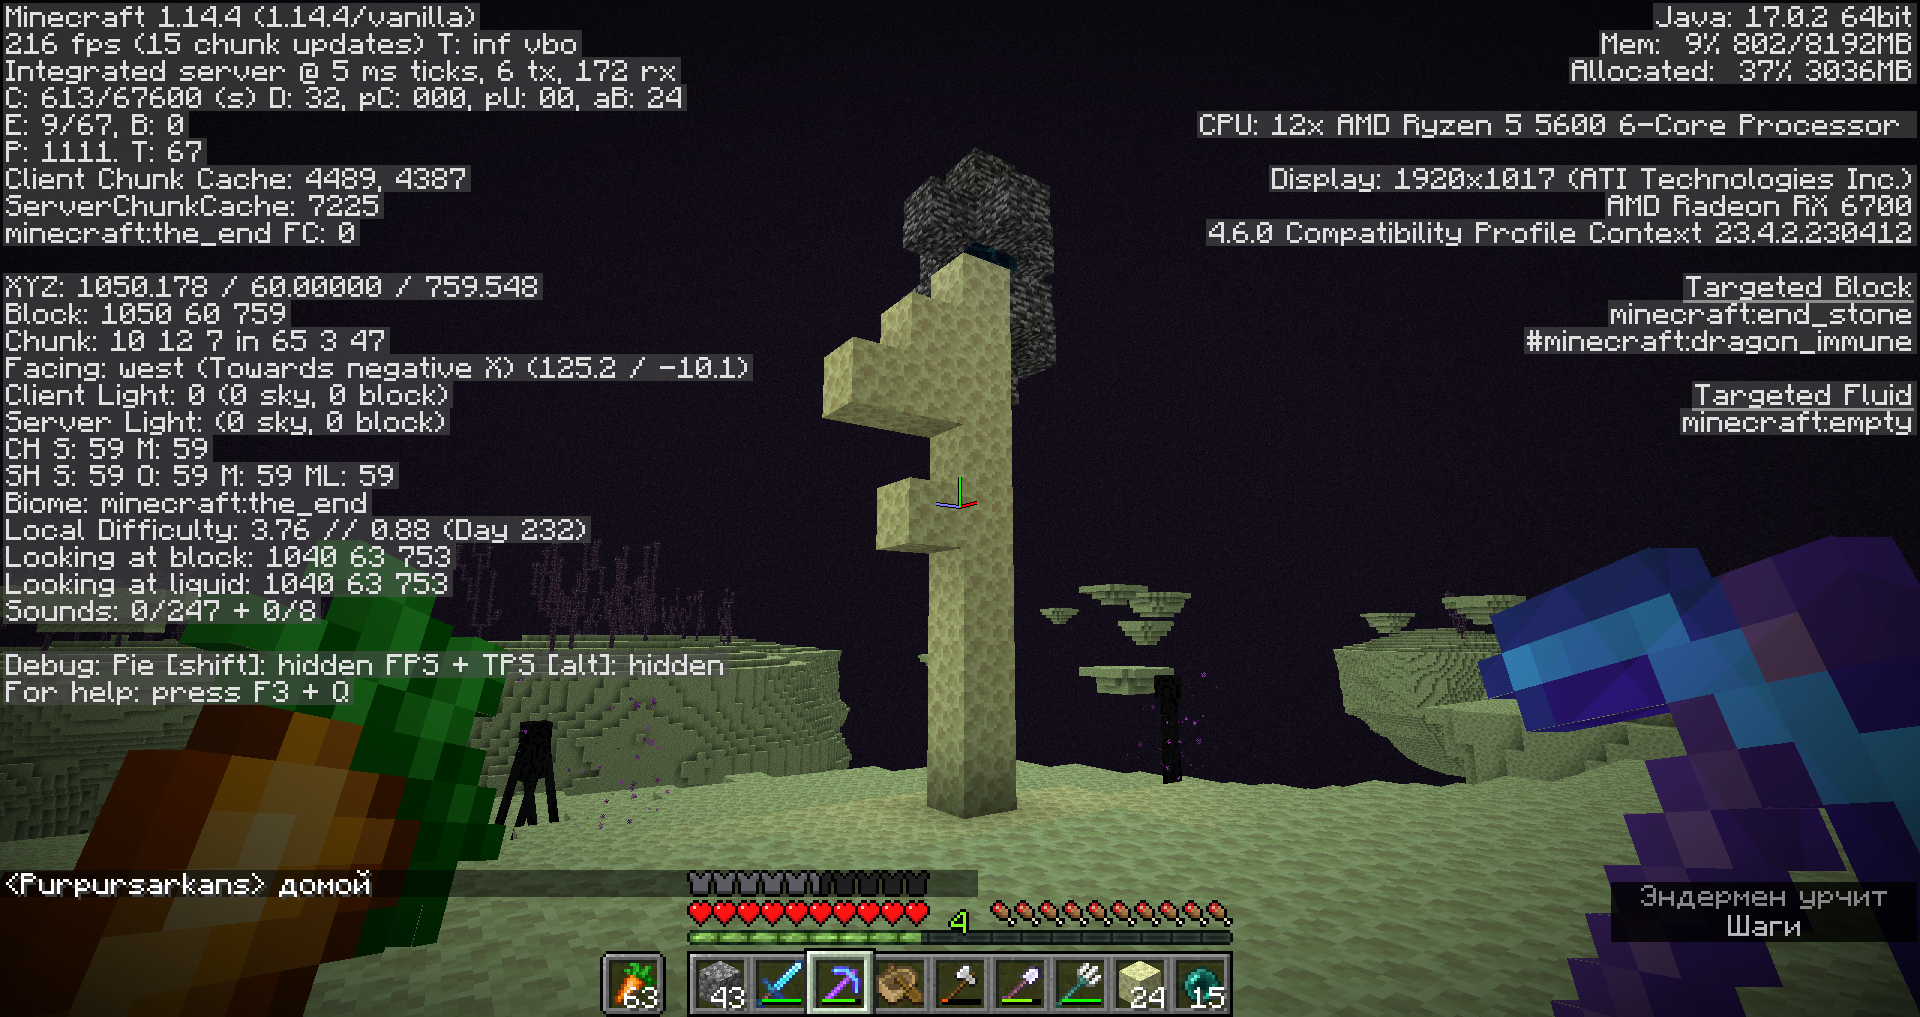 Minecraft 1.14.4 (1.14.4/vanilla)
216 fps (15 chunk updates) T: inf vbo
Integrated server @ 5 ms ticks, 6 tx, 172 rx
C: 613/67600 (s) D: 32, pC: 000, pU: 00, aB: 24
E: 9/67, B: 0
P: 1111. T: 67
Client Chunk Cache: 4489, 4387
ServerChunkCache: 7225
minecraft:the_end FC: 0
XYZ: 1050.178 / 60.00000 / 759.548
Block: 1050 60 759
Chunk: 10 12 7 in 65 3 47
Facing: west (Towards negative X) (125.2 / -10.1)
Client Light: 0 (0 sky, 0 block)
Server Light: (0 sky, 0 block)
CH S: 59 M: 59
SH S: 59 O: 59 M: 59 ML: 59
Biome: minecraft:the_end
Local Difficulty: 3.76 // 0.88 (Day 232)
Looking at block: 1040 63 753
Looking at liquid: 1040 63 753
Sounds: 0/247 + 0/8
Debug: Pie [shift]: hidden FPS + TPS [alt]: hidden
For help: press F3 + Q
Java: 17.0.2 64bit
Mem: 9% 802/8192MB
Allocated: 37% 3036MB
CPU: 12x AMD Ryzen 5 5600 6-Core Processor
Display: 1920x1017 (ATI Technologies Inc.)
AMD Radeon RX 6700
4.6.0 Compatibility Profile Context 23.4.2.230412
Targeted Block
minecraft:end_stone
#minecraft:dragon_immune
Targeted Fluid
minecraft:empty
<Purpursarkans> домой
Эндермен урчит
Шаги
4
63
43
24
15